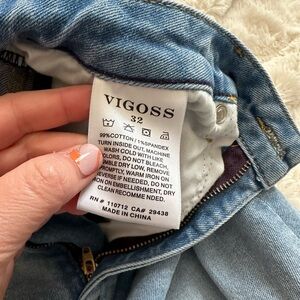 VIGOSS
32
99%COTTON / 1%SPANDEX
TURN INSIDE OUT, MACHINE
WASH COLD WITH LIKE
COLORS, DO NOT BLEACH,
TUMBLE DRY LOW, REMOVE
PROMPTLY, WARM IRON ON
REVERSE IF NEEDED, DO NOT
IRON ON EMBELLISHMENT, DRY
CLEAN RECOMME NDED.
RN # 110712 CA# 29438
MADE IN CHINA